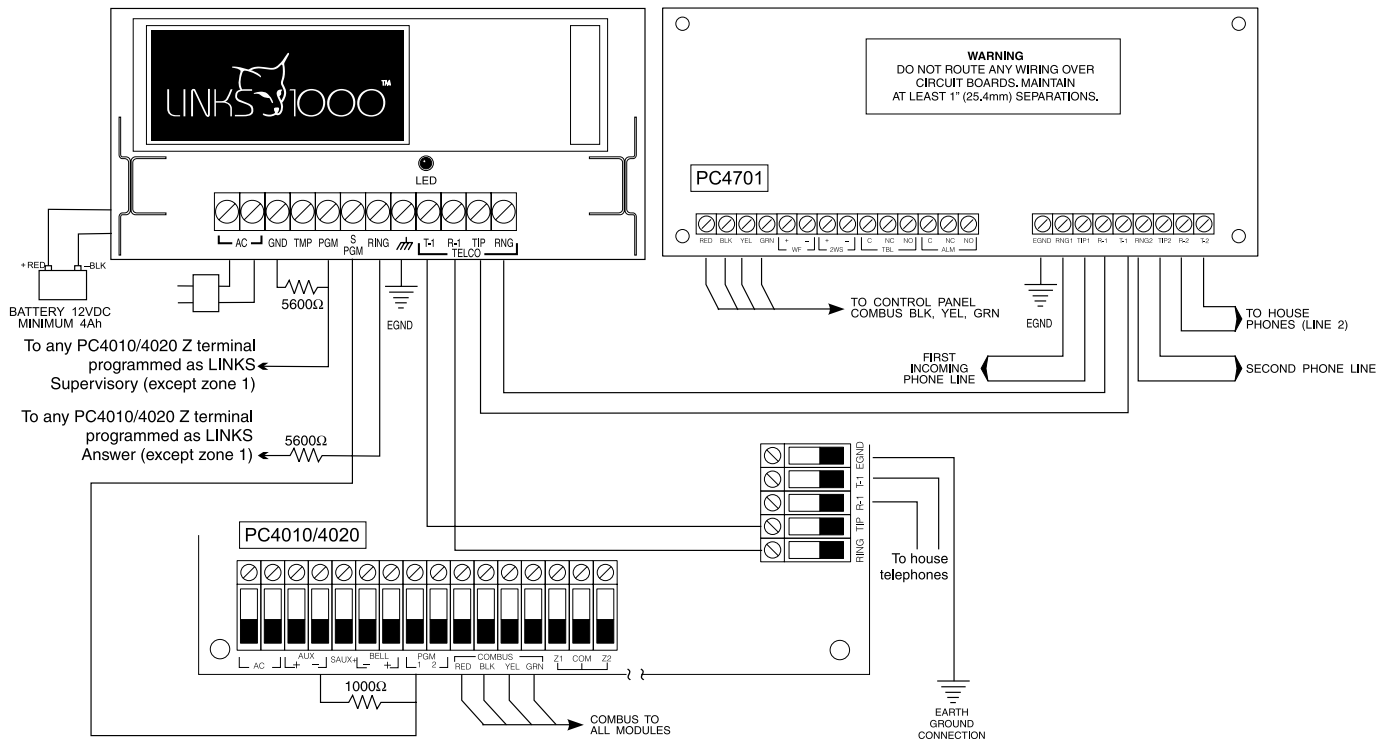 LINKS 1000 ™
LED
AC GND TMP PGM S PGM RING T-1 R-1 TIP RNG
TELCO
+RED –BLK
BATTERY 12VDC
MINIMUM 4Ah
5600Ω
EGND
To any PC4010/4020 Z terminal
programmed as LINKS
Supervisory (except zone 1)
To any PC4010/4020 Z terminal
programmed as LINKS
Answer (except zone 1)
5600Ω
WARNING
DO NOT ROUTE ANY WIRING OVER
CIRCUIT BOARDS. MAINTAIN
AT LEAST 1" (25.4mm) SEPARATIONS.
PC4701
RED BLK YEL GRN + – + – C NC NO C NC NO
WF 2WS TBL ALM
EGND RNG1 TIP1 R-1 T-1 RNG2 TIP2 R-2 T-2
TO CONTROL PANEL
COMBUS BLK, YEL, GRN
EGND
FIRST
INCOMING
PHONE LINE
TO HOUSE
PHONES (LINE 2)
SECOND PHONE LINE
EGND
T-1
R-1
TIP
RING
To house
telephones
EARTH
GROUND
CONNECTION
PC4010/4020
AC AUX + – SAUX+ BELL – + PGM 1 2 COMBUS RED BLK YEL GRN Z1 COM Z2
1000Ω
COMBUS TO
ALL MODULES